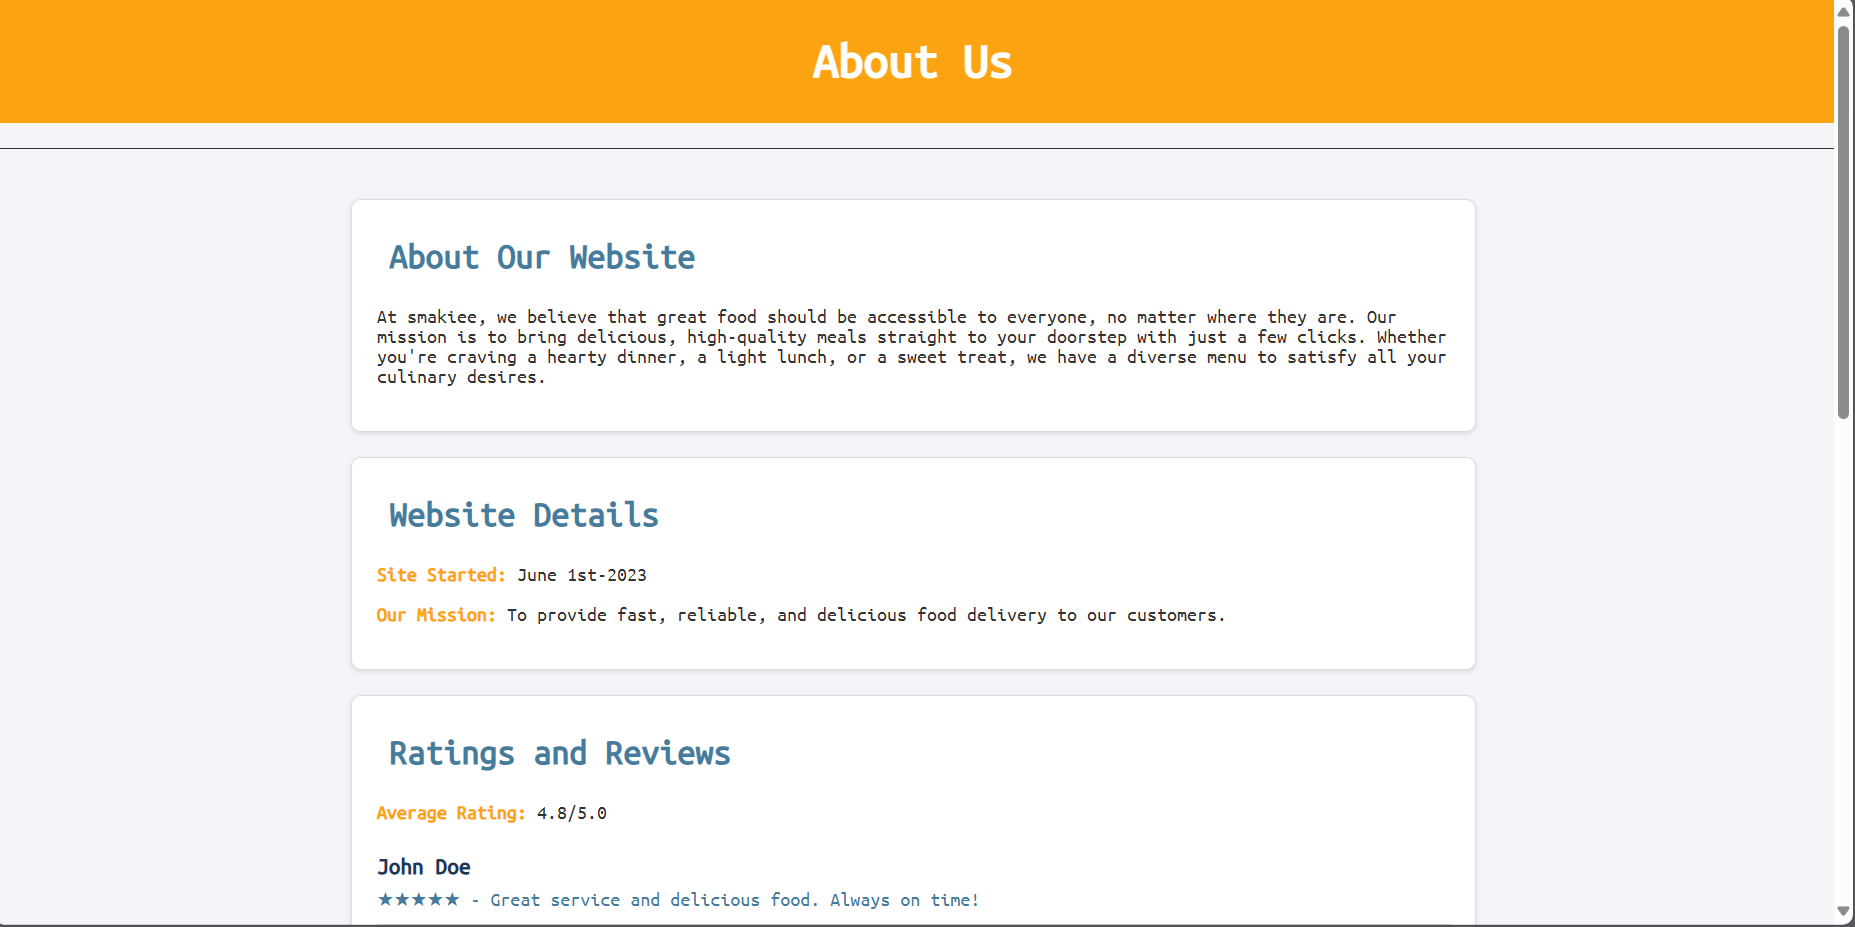 About Us
About Our Website
At smakiee, we believe that great food should be accessible to everyone, no matter where they are. Our
mission is to bring delicious, high-quality meals straight to your doorstep with just a few clicks. Whether
you're craving a hearty dinner, a light lunch, or a sweet treat, we have a diverse menu to satisfy all your
culinary desires.
Website Details
Site Started: June 1st-2023
Our Mission: To provide fast, reliable, and delicious food delivery to our customers.
Ratings and Reviews
Average Rating: 4.8/5.0
John Doe
★★★★★ - Great service and delicious food. Always on time!